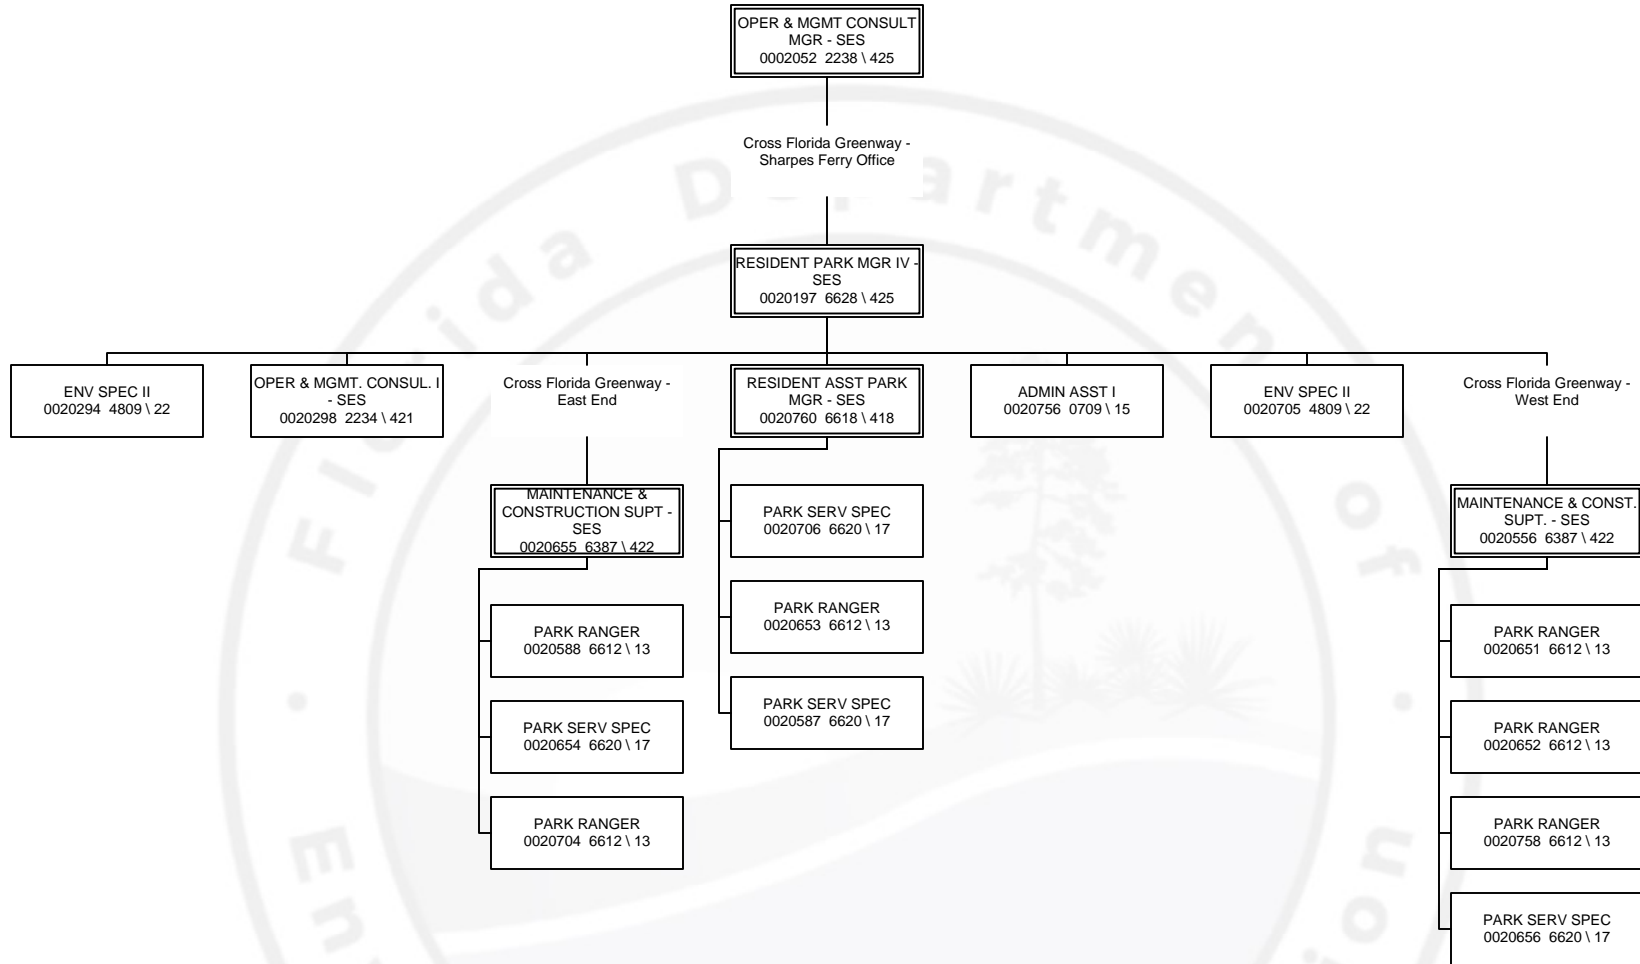 OPER & MGMT CONSULT
MGR - SES
0002052 2238 \ 425
Cross Florida Greenway -
Sharpes Ferry Office
RESIDENT PARK MGR IV -
SES
0020197 6628 \ 425
ENV SPEC II
0020294 4809 \ 22
OPER & MGMT. CONSUL. I
- SES
0020298 2234 \ 421
Cross Florida Greenway -
East End
RESIDENT ASST PARK
MGR - SES
0020760 6618 \ 418
ADMIN ASST I
0020756 0709 \ 15
ENV SPEC II
0020705 4809 \ 22
Cross Florida Greenway -
West End
MAINTENANCE &
CONSTRUCTION SUPT -
SES
0020655 6387 \ 422
PARK RANGER
0020588 6612 \ 13
PARK SERV SPEC
0020654 6620 \ 17
PARK RANGER
0020704 6612 \ 13
PARK SERV SPEC
0020706 6620 \ 17
PARK RANGER
0020653 6612 \ 13
PARK SERV SPEC
0020587 6620 \ 17
MAINTENANCE & CONST.
SUPT. - SES
0020556 6387 \ 422
PARK RANGER
0020651 6612 \ 13
PARK RANGER
0020652 6612 \ 13
PARK RANGER
0020758 6612 \ 13
PARK SERV SPEC
0020656 6620 \ 17
Florida Department of